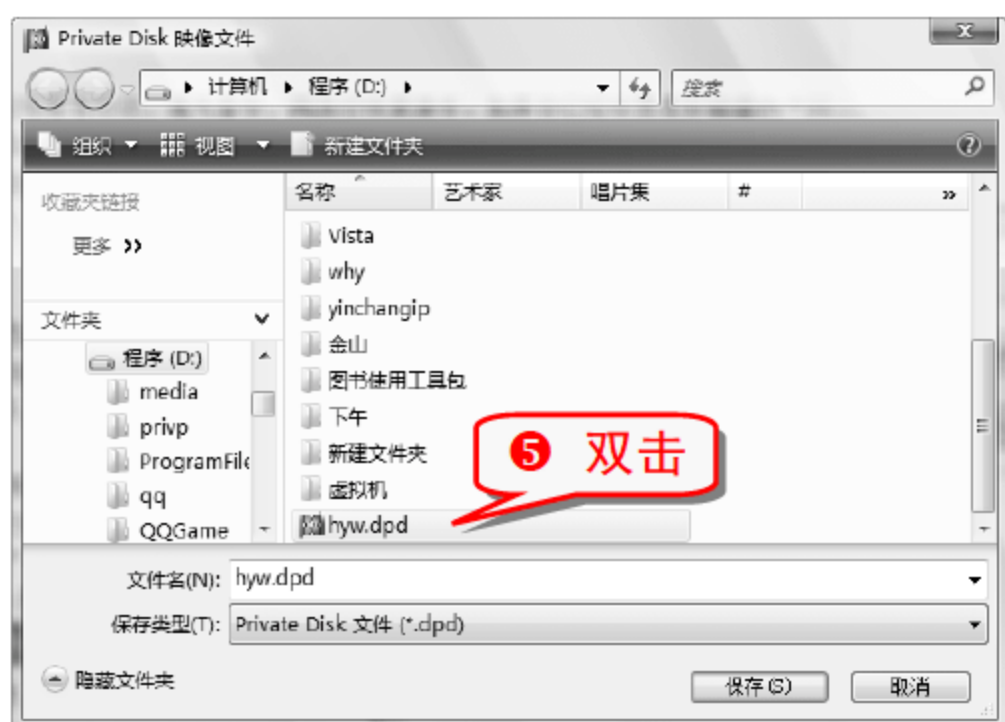 Private Disk 映像文件
计算机 程序 (D:) 搜索
组织 视图 新建文件夹
收藏夹链接
更多 »
文件夹
程序 (D:)
media
privp
ProgramFile
qq
QQGame
名称 艺术家 唱片集 # »
Vista
why
yinchangip
金山
图书使用工具包
下午
新建文件夹
虚拟机
hyw.dpd
❺ 双击
文件名(N): hyw.dpd
保存类型(T): Private Disk 文件 (*.dpd)
隐藏文件夹 保存(S) 取消